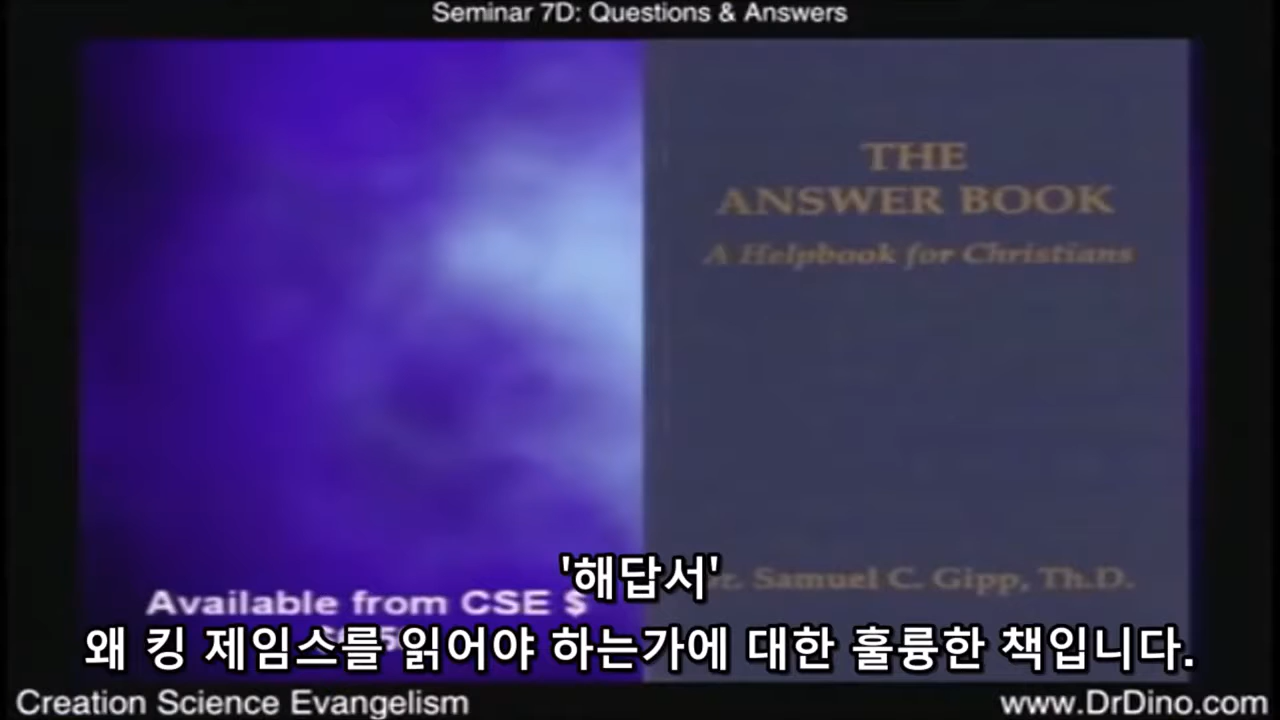 Seminar 7D: Questions & Answers
THE
ANSWER BOOK
A Helpbook for Christians
Samuel C. Gipp, Th.D.
Available from CSE $
'해답서'
왜 킹 제임스를 읽어야 하는가에 대한 훌륭한 책입니다.
Creation Science Evangelism
www.DrDino.com